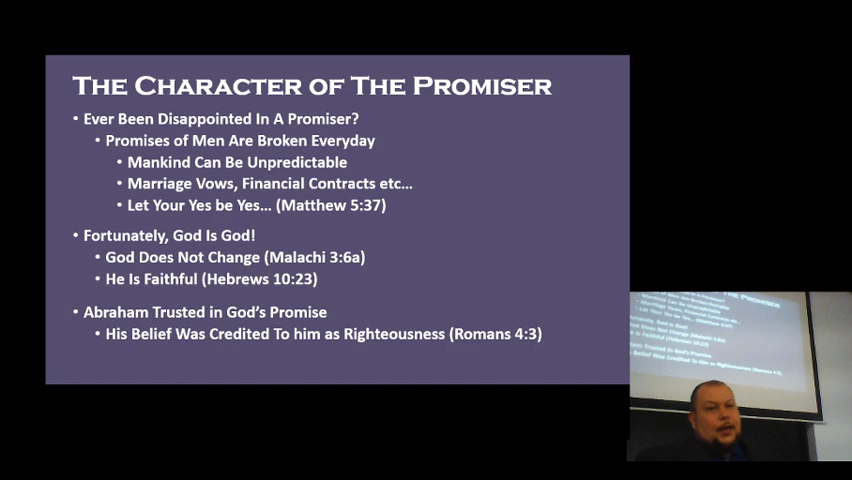 THE CHARACTER OF THE PROMISER
• Ever Been Disappointed In A Promiser?
• Promises of Men Are Broken Everyday
• Mankind Can Be Unpredictable
• Marriage Vows, Financial Contracts etc…
• Let Your Yes be Yes… (Matthew 5:37)
• Fortunately, God Is God!
• God Does Not Change (Malachi 3:6a)
• He Is Faithful (Hebrews 10:23)
• Abraham Trusted in God's Promise
• His Belief Was Credited To him as Righteousness (Romans 4:3)